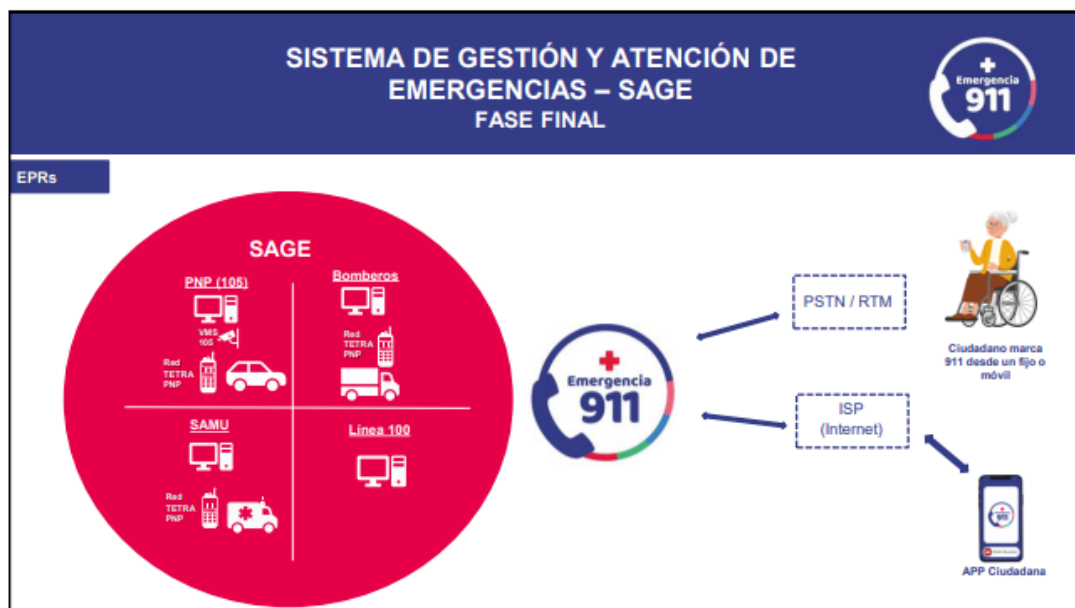 SISTEMA DE GESTIÓN Y ATENCIÓN DE
EMERGENCIAS – SAGE
FASE FINAL
Emergencia
911
EPRs
SAGE
PNP (105)
VMS
105
Red
TETRA
PNP
Bomberos
Red
TETRA
PNP
SAMU
Red
TETRA
PNP
Línea 100
Emergencia
911
PSTN / RTM
ISP
(Internet)
Ciudadano marca
911 desde un fijo o
móvil
911
APP Ciudadana